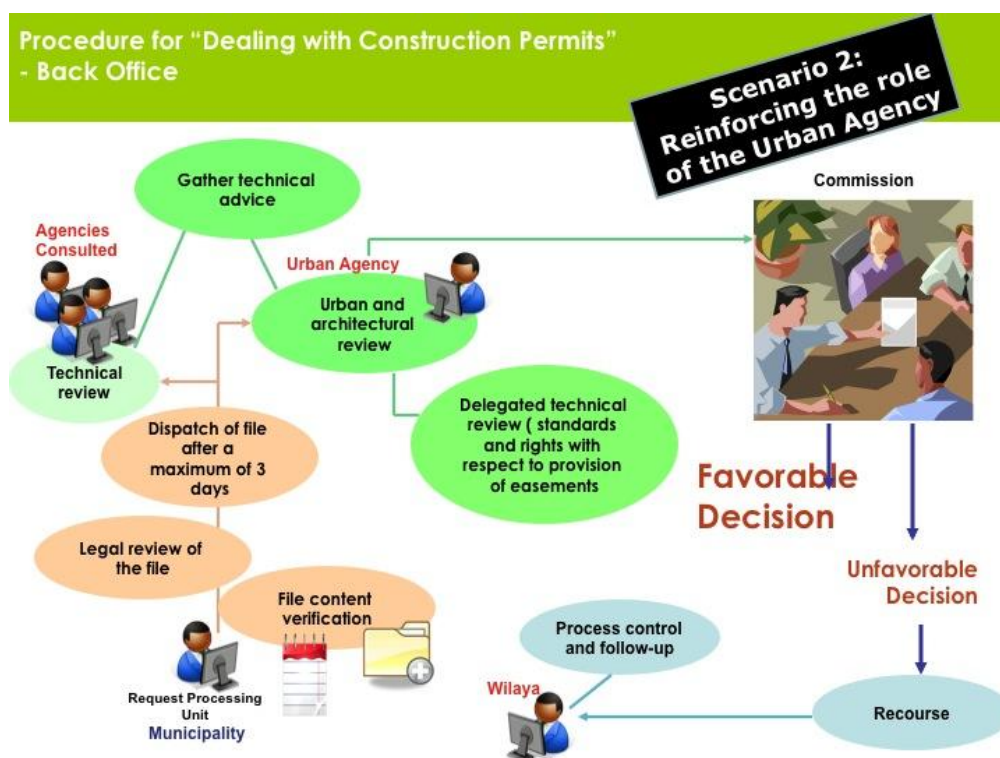 Procedure for “Dealing with Construction Permits”
- Back Office
Scenario 2:
Reinforcing the role
of the Urban Agency
Commission
Gather technical
advice
Agencies
Consulted
Urban Agency
Urban and
architectural
review
Technical
review
Dispatch of file
after a
maximum of 3
days
Delegated technical
review ( standards
and rights with
respect to provision
of easements
Favorable
Decision
Legal review of
the file
Unfavorable
Decision
File content
verification
Process control
and follow-up
Request Processing
Unit
Municipality
Wilaya
Recourse